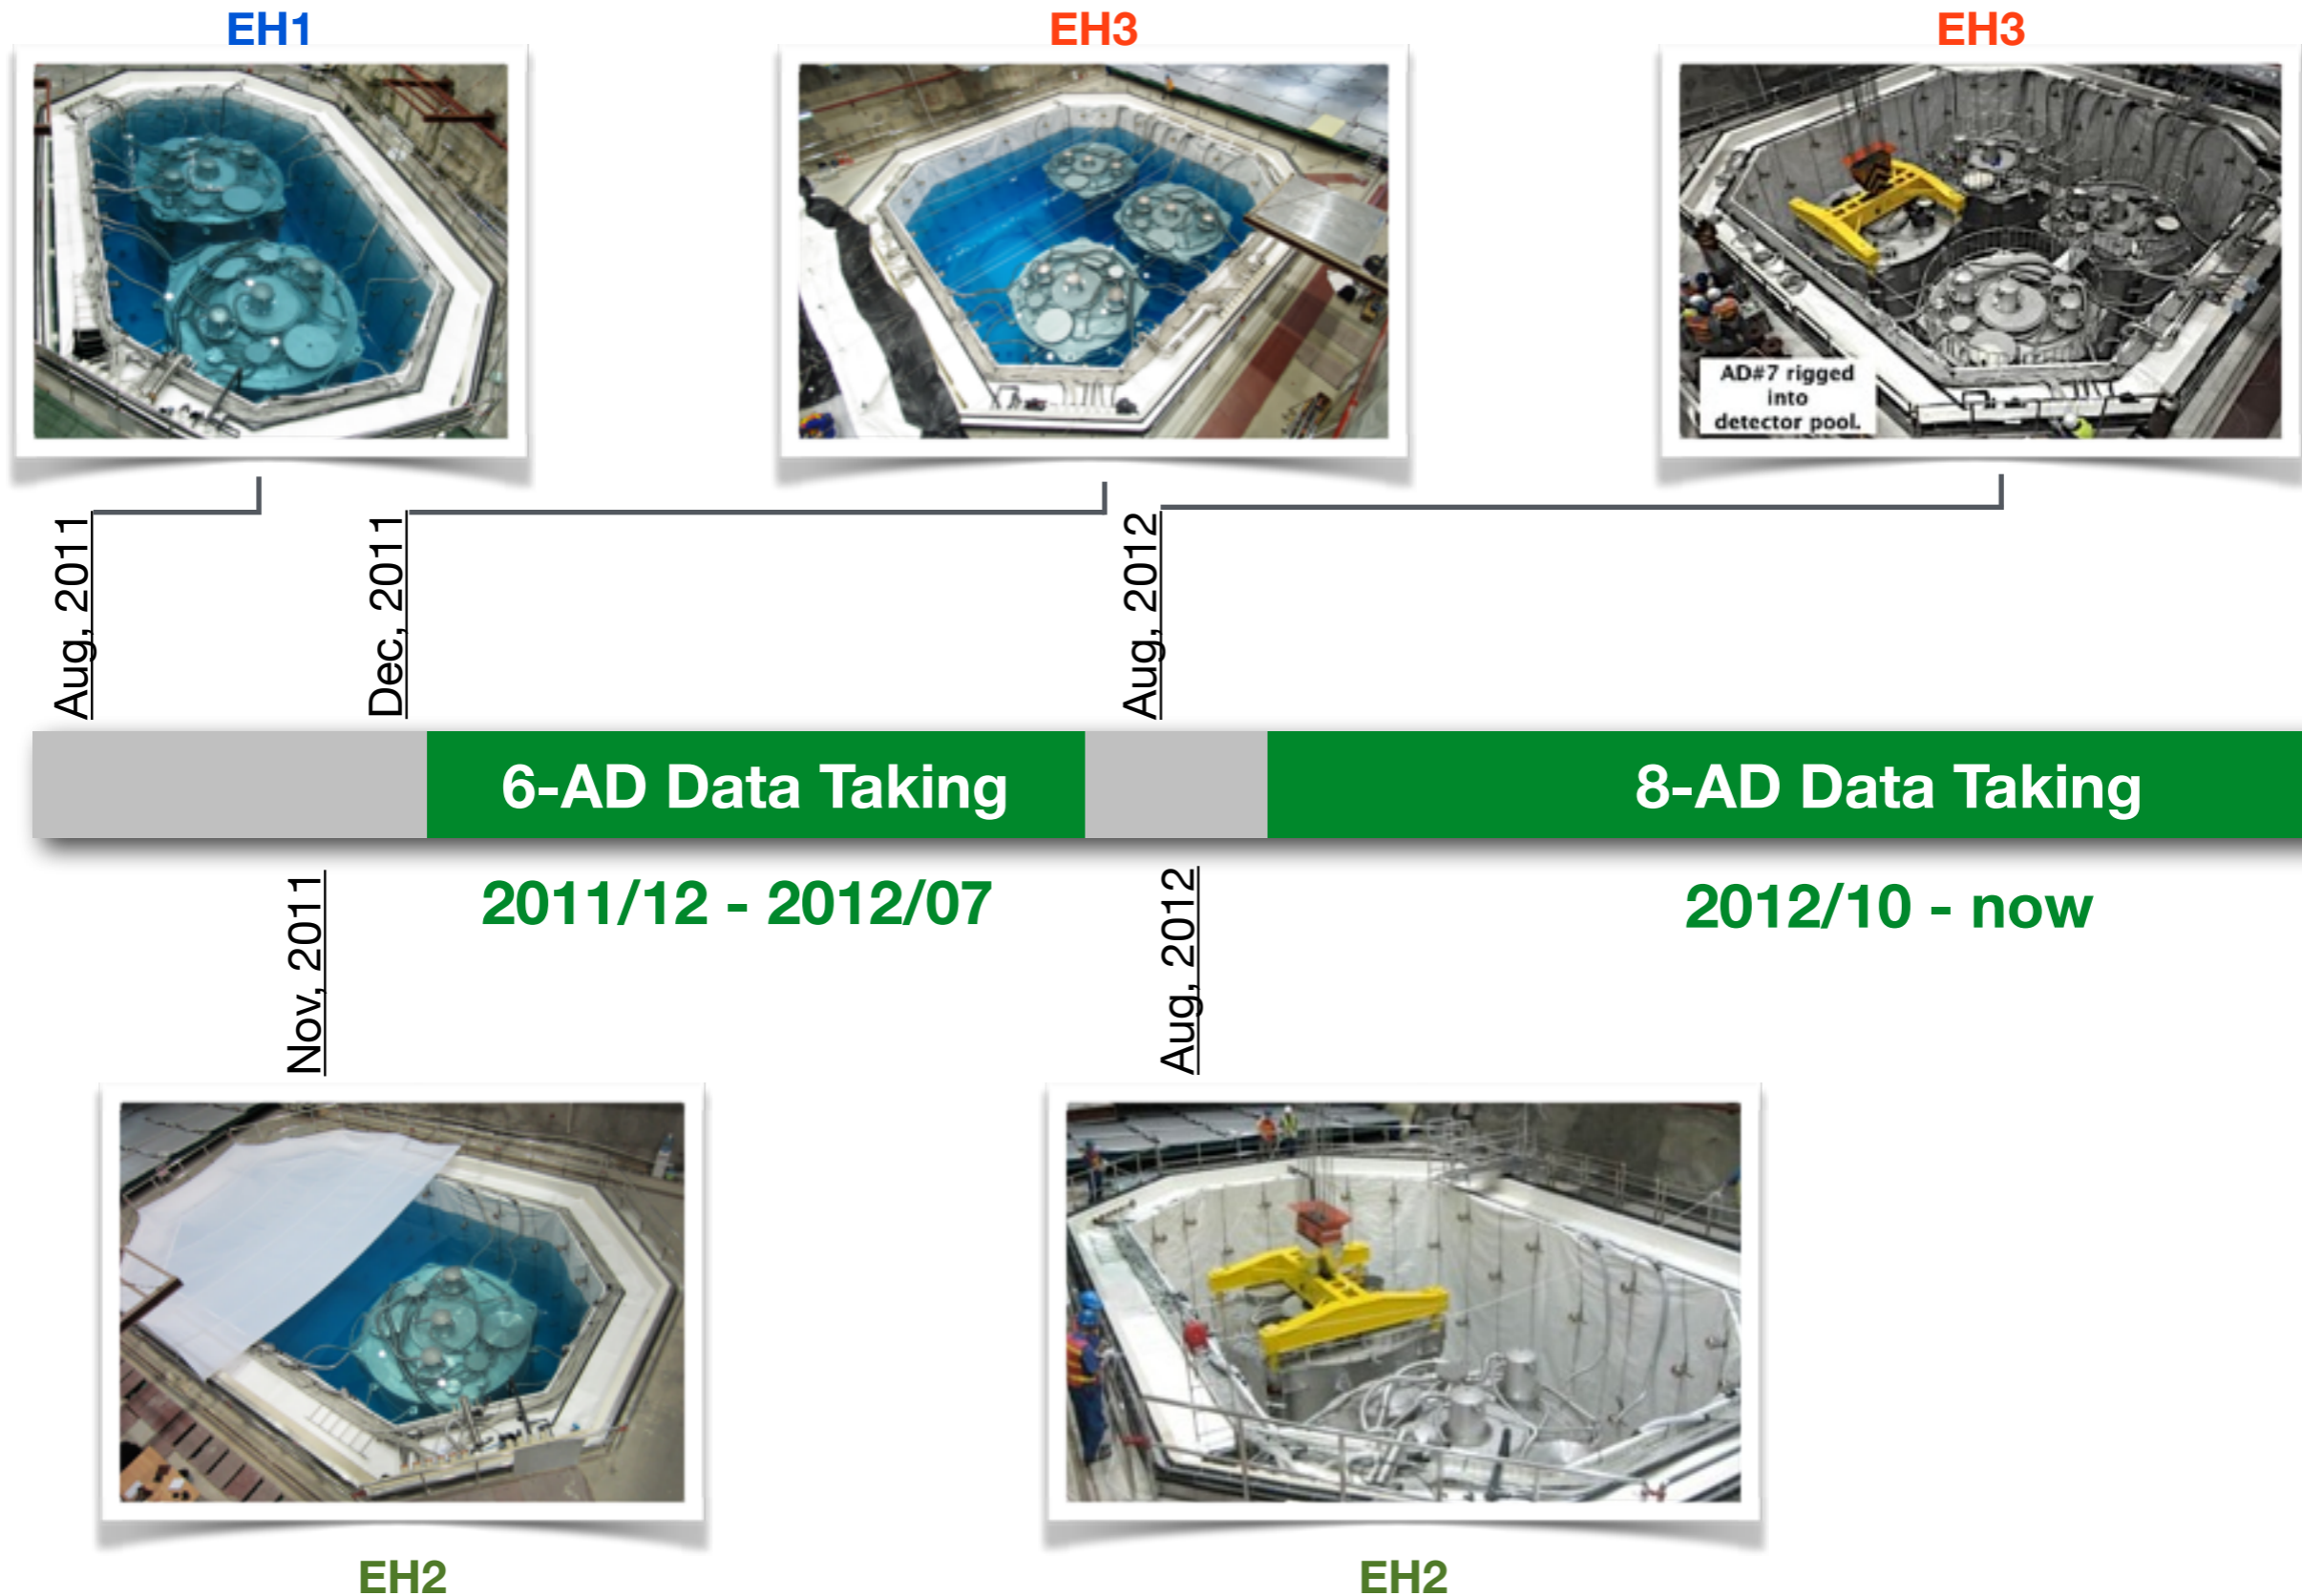 EH1
EH3
EH3
AD#7 rigged
into
detector pool.
Aug, 2011
Dec, 2011
Aug, 2012
6-AD Data Taking
8-AD Data Taking
2011/12 - 2012/07
2012/10 - now
Nov, 2011
Aug, 2012
EH2
EH2